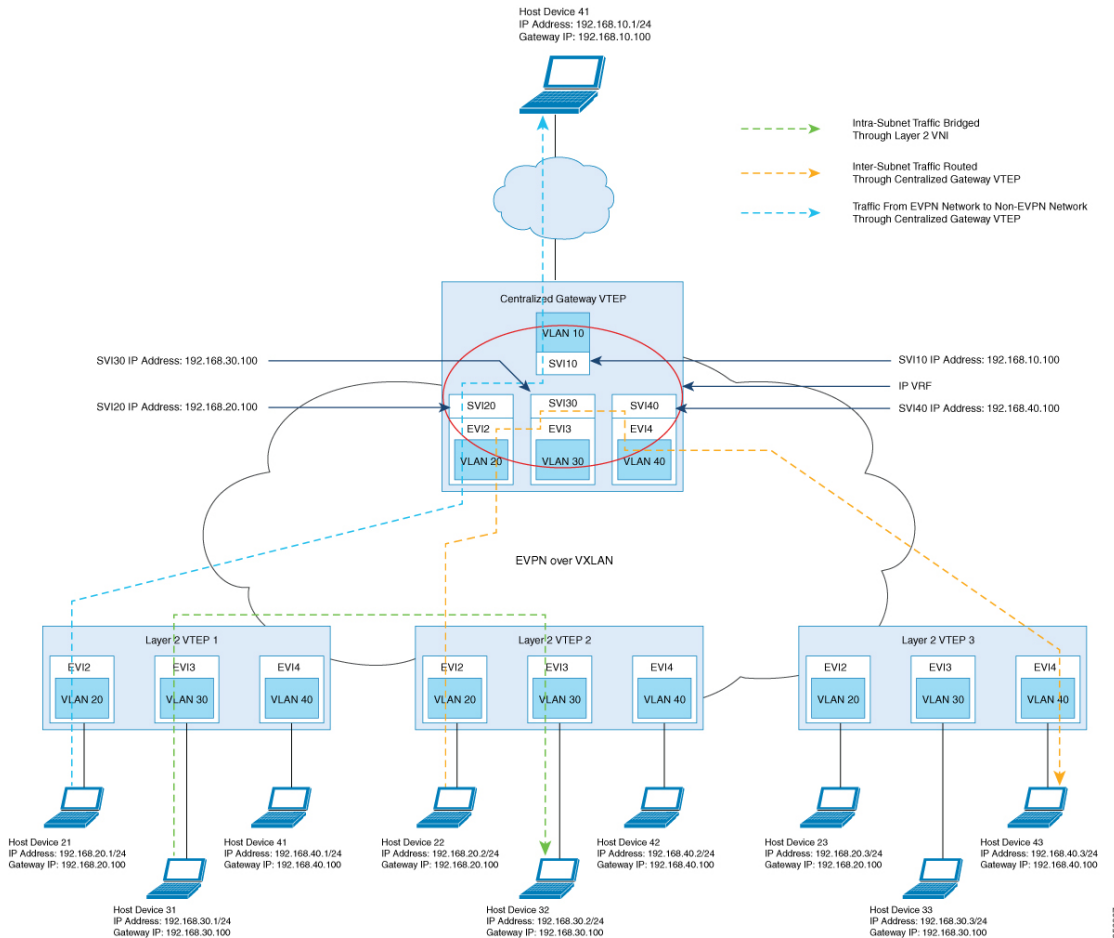 Host Device 41
IP Address: 192.168.10.1/24
Gateway IP: 192.168.10.100
Intra-Subnet Traffic Bridged
Through Layer 2 VNI
Inter-Subnet Traffic Routed
Through Centralized Gateway VTEP
Traffic From EVPN Network to Non-EVPN Network
Through Centralized Gateway VTEP
Centralized Gateway VTEP
VLAN 10
SVI10
SVI30 IP Address: 192.168.30.100
SVI10 IP Address: 192.168.10.100
IP VRF
SVI20 IP Address: 192.168.20.100
SVI40 IP Address: 192.168.40.100
SVI20
EVI2
VLAN 20
SVI30
EVI3
VLAN 30
SVI40
EVI4
VLAN 40
EVPN over VXLAN
Layer 2 VTEP 1
EVI2
VLAN 20
EVI3
VLAN 30
EVI4
VLAN 40
Layer 2 VTEP 2
EVI2
VLAN 20
EVI3
VLAN 30
EVI4
VLAN 40
Layer 2 VTEP 3
EVI2
VLAN 20
EVI3
VLAN 30
EVI4
VLAN 40
Host Device 21
IP Address: 192.168.20.1/24
Gateway IP: 192.168.20.100
Host Device 41
IP Address: 192.168.40.1/24
Gateway IP: 192.168.40.100
Host Device 22
IP Address: 192.168.20.2/24
Gateway IP: 192.168.20.100
Host Device 42
IP Address: 192.168.40.2/24
Gateway IP: 192.168.40.100
Host Device 23
IP Address: 192.168.20.3/24
Gateway IP: 192.168.20.100
Host Device 43
IP Address: 192.168.40.3/24
Gateway IP: 192.168.40.100
Host Device 31
IP Address: 192.168.30.1/24
Gateway IP: 192.168.30.100
Host Device 32
IP Address: 192.168.30.2/24
Gateway IP: 192.168.30.100
Host Device 33
IP Address: 192.168.30.3/24
Gateway IP: 192.168.30.100